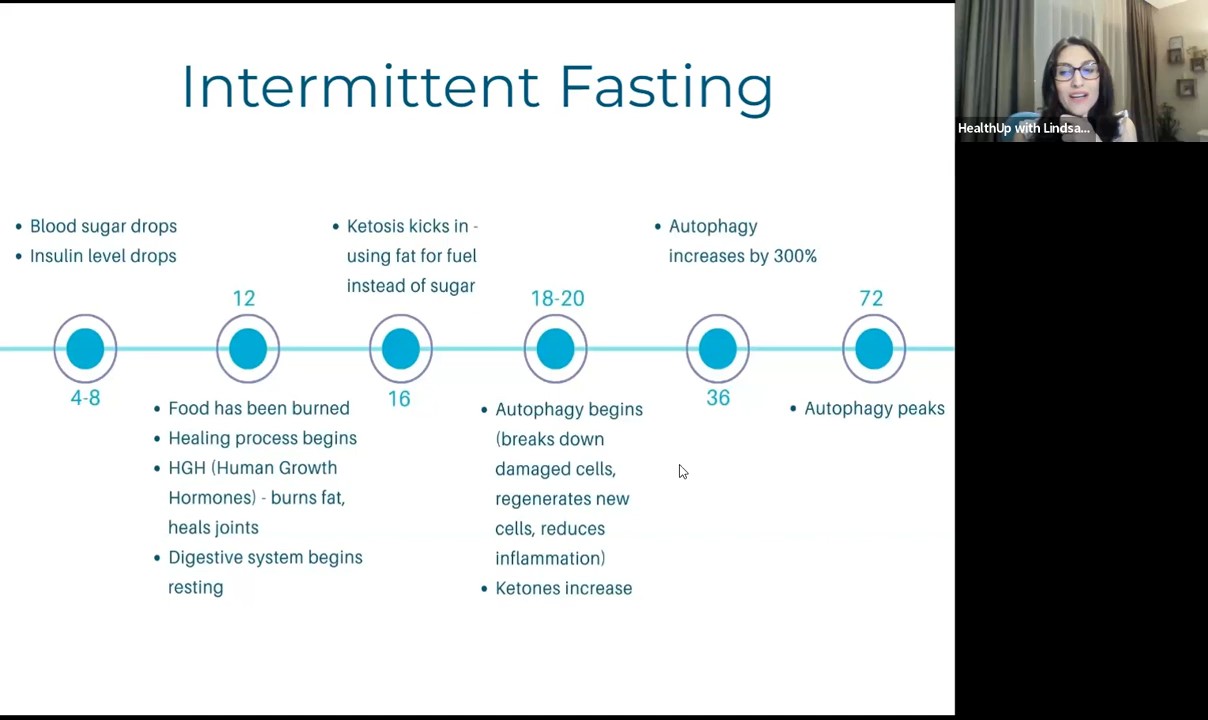 Intermittent Fasting
HealthUp with Lindsa...
• Blood sugar drops
• Insulin level drops
4-8
12
• Food has been burned
• Healing process begins
• HGH (Human Growth
Hormones) - burns fat,
heals joints
• Digestive system begins
resting
• Ketosis kicks in -
using fat for fuel
instead of sugar
16
18-20
• Autophagy begins
(breaks down
damaged cells,
regenerates new
cells, reduces
inflammation)
• Ketones increase
• Autophagy
increases by 300%
36
72
• Autophagy peaks